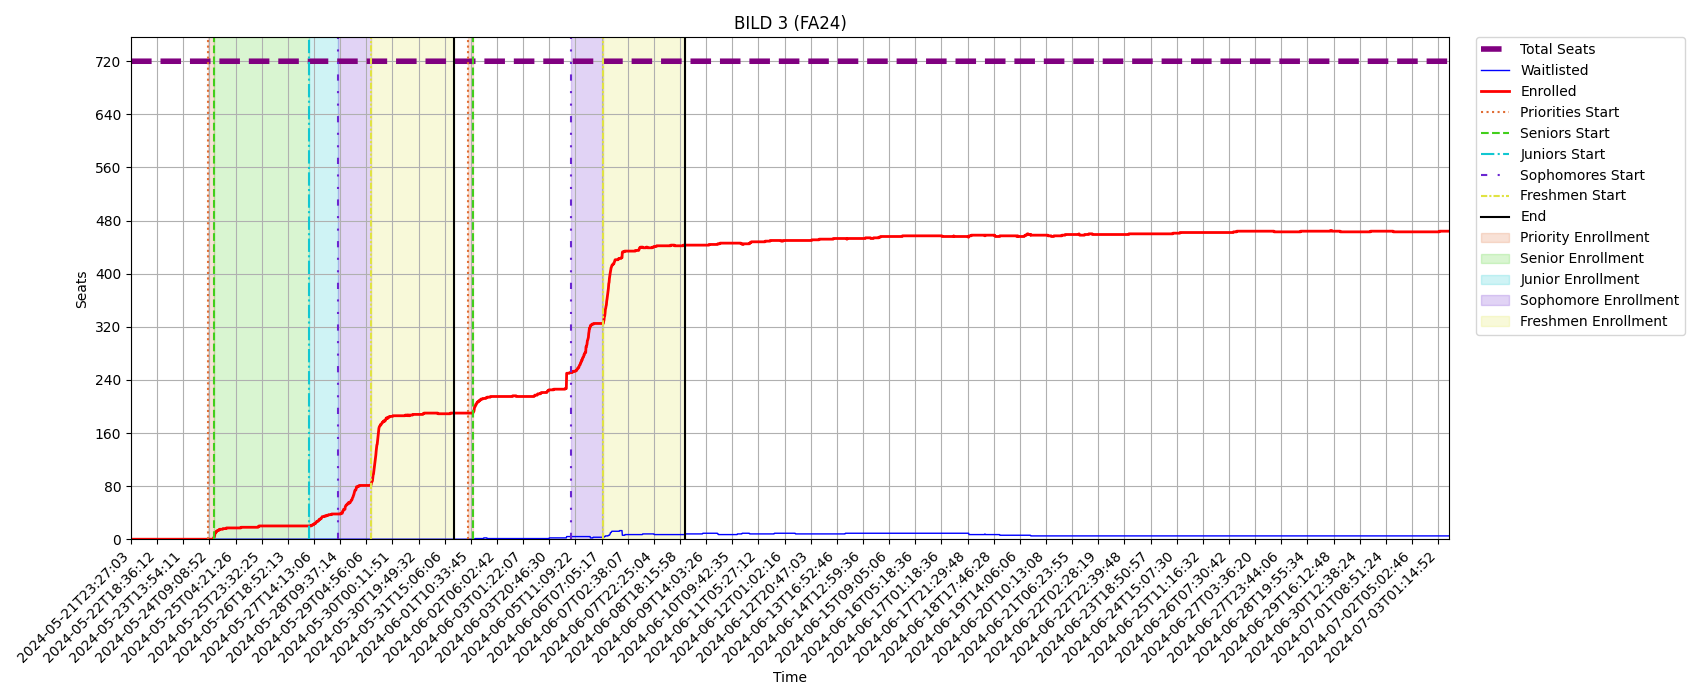 BILD 3 (FA24)
Seats
720
640
560
480
400
320
240
160
80
0
2024-05-21T23:27:03
2024-05-22T18:36:12
2024-05-23T13:54:11
2024-05-24T09:08:52
2024-05-25T04:21:26
2024-05-25T23:32:25
2024-05-26T18:52:13
2024-05-27T14:13:06
2024-05-28T09:37:14
2024-05-29T04:56:06
2024-05-30T00:11:51
2024-05-30T19:49:32
2024-05-31T15:06:06
2024-06-01T10:33:45
2024-06-02T06:02:42
2024-06-03T01:22:07
2024-06-03T20:46:30
2024-06-05T11:09:22
2024-06-06T07:05:17
2024-06-07T02:38:07
2024-06-07T22:25:04
2024-06-08T18:15:58
2024-06-09T14:03:26
2024-06-10T09:42:35
2024-06-11T05:27:12
2024-06-12T01:02:16
2024-06-12T20:47:03
2024-06-13T16:52:46
2024-06-14T12:59:36
2024-06-15T09:05:06
2024-06-16T05:18:36
2024-06-17T01:18:36
2024-06-17T21:29:48
2024-06-18T17:46:28
2024-06-19T14:06:06
2024-06-20T10:13:08
2024-06-21T06:23:55
2024-06-22T02:28:19
2024-06-22T22:39:48
2024-06-23T18:50:57
2024-06-24T15:07:30
2024-06-25T11:16:32
2024-06-26T07:30:42
2024-06-27T03:36:20
2024-06-27T23:44:06
2024-06-28T19:55:34
2024-06-29T16:12:48
2024-06-30T12:38:24
2024-07-01T08:51:24
2024-07-02T05:02:46
2024-07-03T01:14:52
Time
Total Seats
Waitlisted
Enrolled
Priorities Start
Seniors Start
Juniors Start
Sophomores Start
Freshmen Start
End
Priority Enrollment
Senior Enrollment
Junior Enrollment
Sophomore Enrollment
Freshmen Enrollment